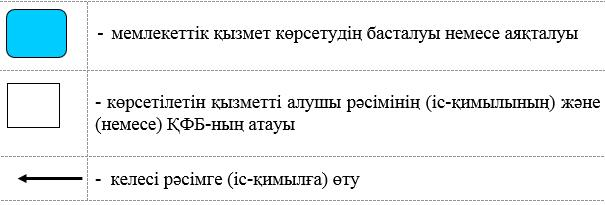 - мемлекеттік қызмет көрсетудің басталуы немесе аяқталуы
- көрсетілетін қызметті алушы рәсімінің (іс-қимылының) және
(немесе) ҚФБ-ның атауы
- келесі рәсімге (іс-қимылға) өту